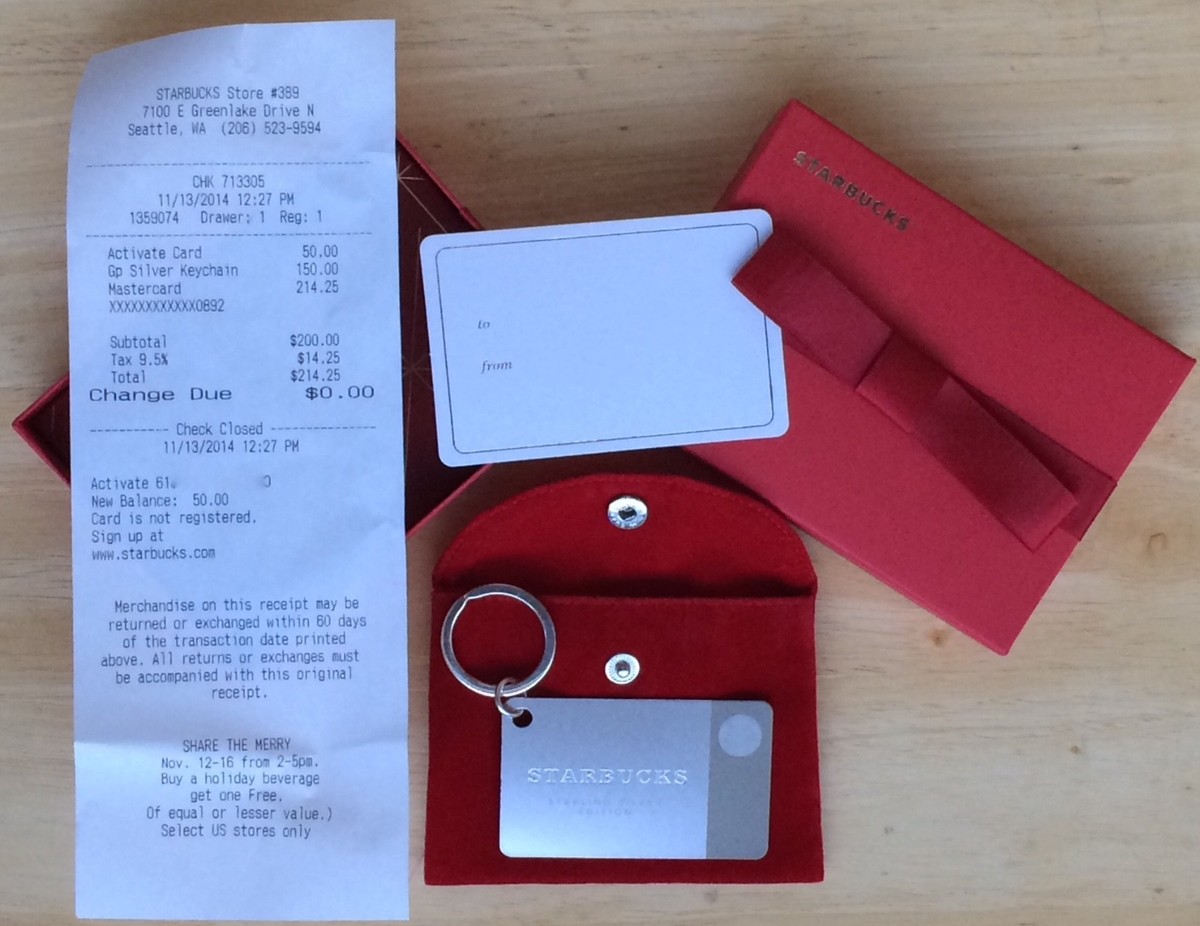 STARBUCKS Store #389
7100 E Greenlake Drive N
Seattle, WA (206) 523-9594
CHK 713305
11/13/2014 12:27 PM
1359074 Drawer: 1 Reg: 1
Activate Card 50.00
Gp Silver Keychain 150.00
Mastercard 214.25
XXXXXXXXXXXX0892
Subtotal $200.00
Tax 9.5% $14.25
Total $214.25
Change Due $0.00
----------- Check Closed --------------
11/13/2014 12:27 PM
Activate 61 0
New Balance: 50.00
Card is not registered.
Sign up at
www.starbucks.com
Merchandise on this receipt may be
returned or exchanged within 60 days
of the transaction date printed
above. All returns or exchanges must
be accompanied with this original
receipt.
SHARE THE MERRY
Nov. 12-16 from 2-5pm.
Buy a holiday beverage
get one Free.
Of equal or lesser value.)
Select US stores only
to
from
STARBUCKS
STARBUCKS
STERLING SILVER
EDITION